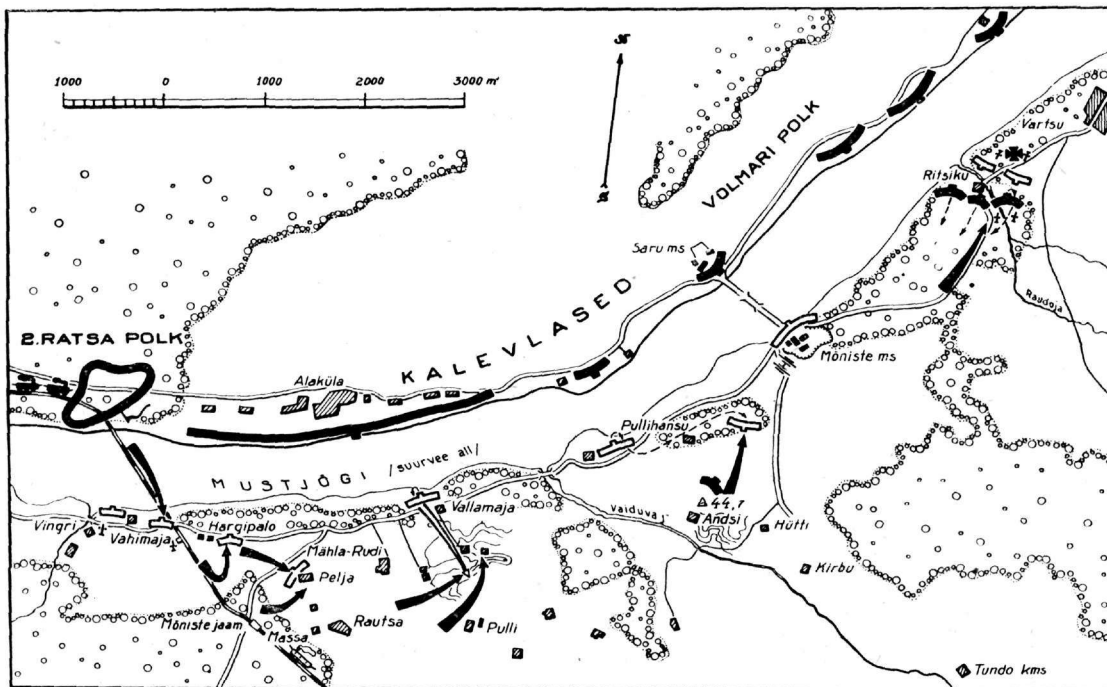 1000 0 1000 2000 3000 m
VOLMARI POLK
Vartsu
Ritsiku
Saru ms
KALEVLASED
Raudoja
2. RATSA POLK
Mõniste ms
Alaküla
Pullihansu
MUSTJÕGI /suurvee all/
44,7
Vallamaja
Vaiduva j
Andsi
Hütti
Vingri
Hargipalo
Vahimaja
Mähla-Rudi
Kirbu
Pelja
Mõniste jaam
Rautsa
Pulli
Massa
Tundo kms